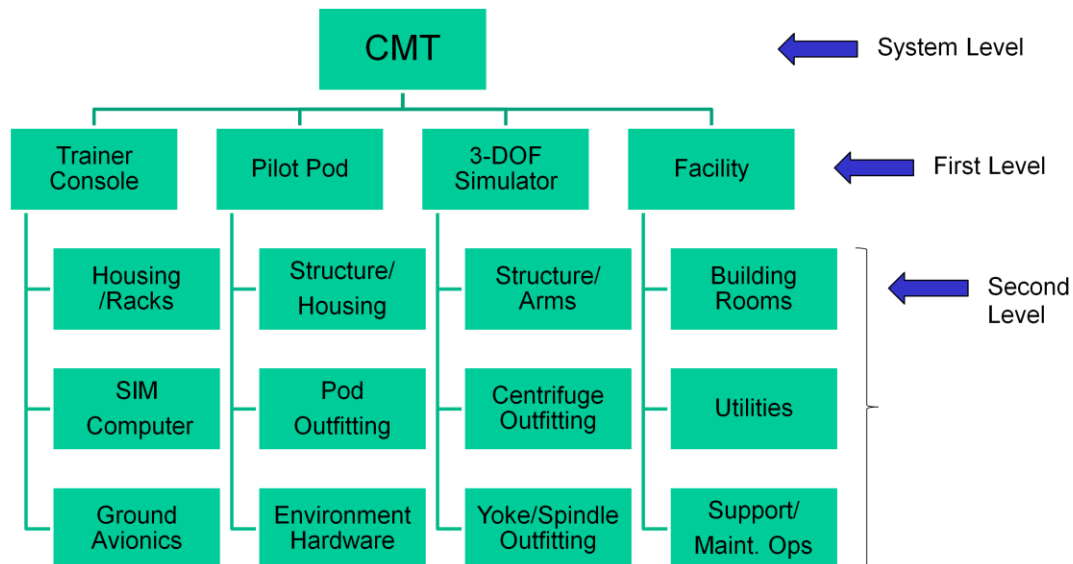 CMT
System Level
Trainer
Console
Pilot Pod
3-DOF
Simulator
Facility
First Level
Housing
/Racks
Structure/
Housing
Structure/
Arms
Building
Rooms
Second
Level
SIM
Computer
Pod
Outfitting
Centrifuge
Outfitting
Utilities
Ground
Avionics
Environment
Hardware
Yoke/Spindle
Outfitting
Support/
Maint. Ops